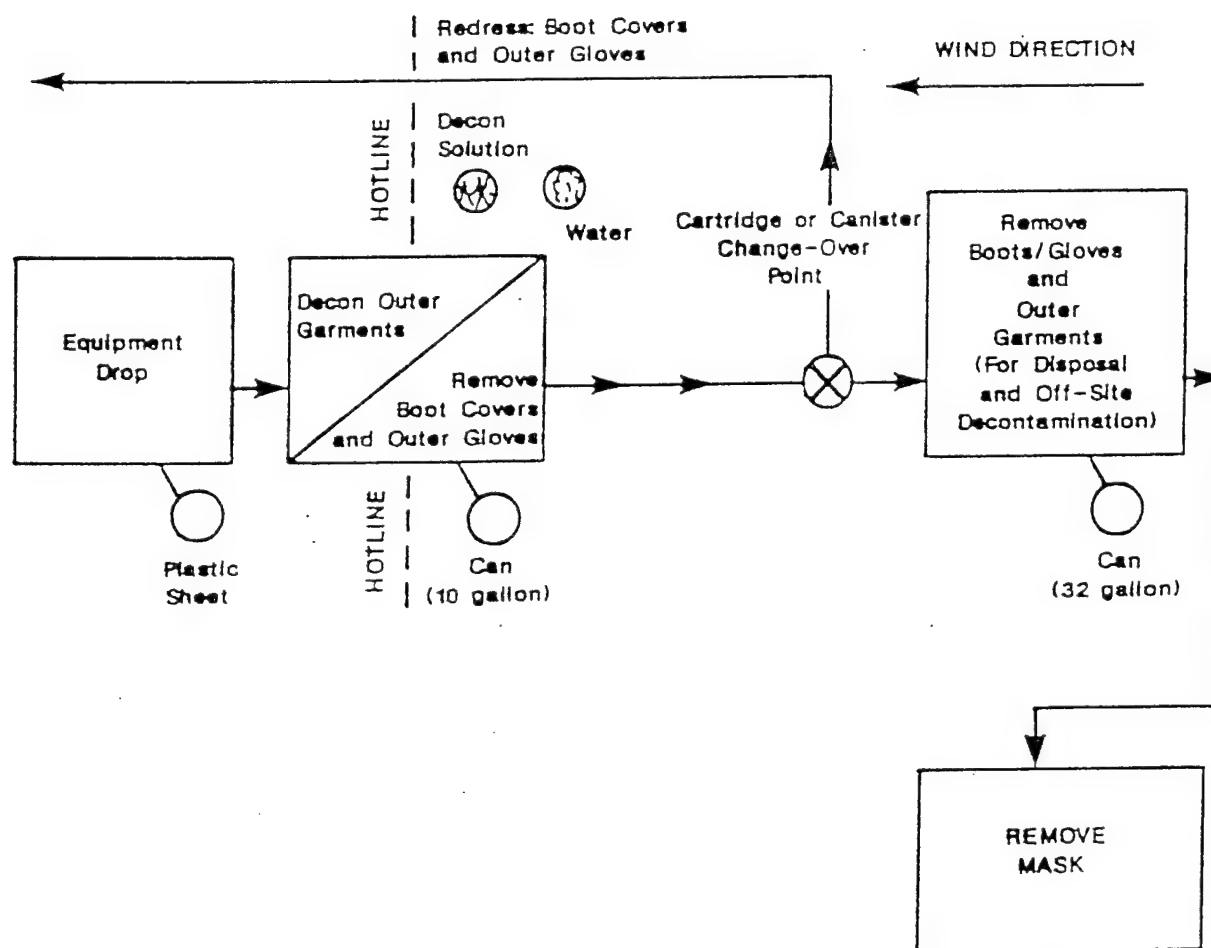 Redress: Boot Covers
and Outer Gloves
WIND DIRECTION
HOTLINE
Decon
Solution
Water
Cartridge or Canister
Change-Over
Point
Remove
Boots/Gloves
and
Outer
Garments
(For Disposal
and Off-Site
Decontamination)
Equipment
Drop
Decon Outer
Garments
Remove
Boot Covers
and Outer Gloves
Plastic
Sheet
HOTLINE
Can
(10 gallon)
Can
(32 gallon)
REMOVE
MASK